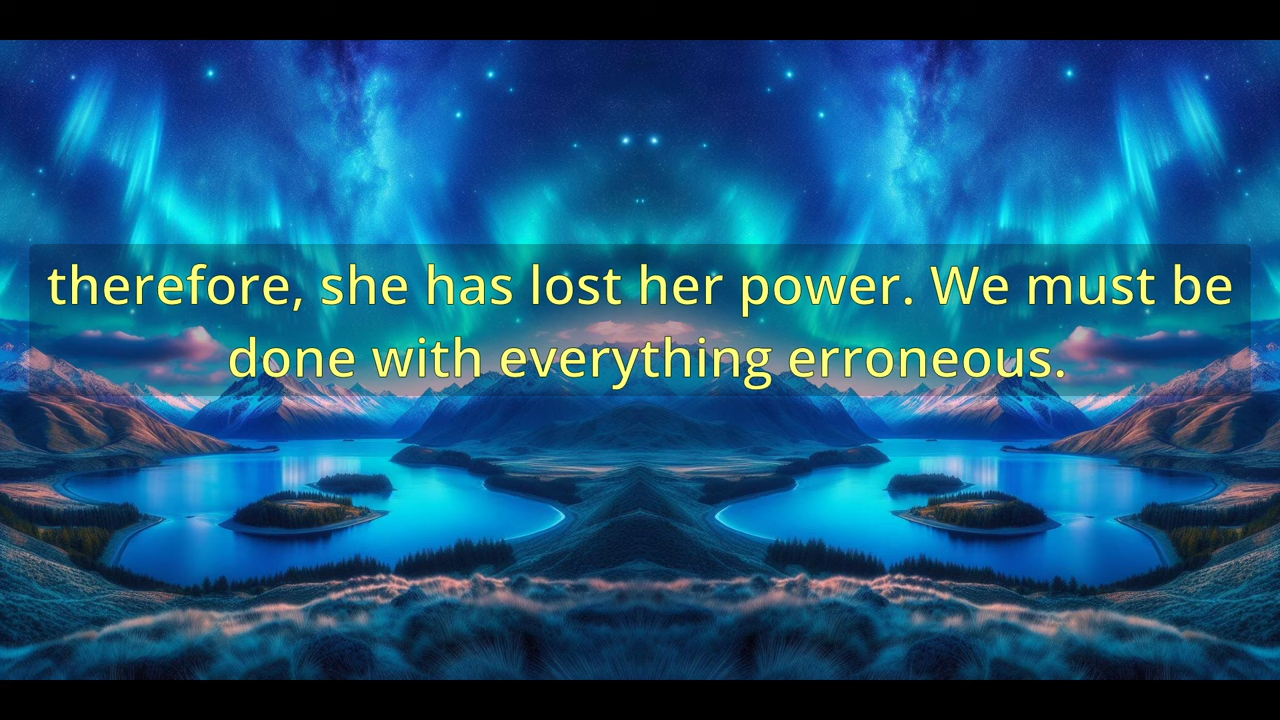 therefore, she has lost her power. We must be
done with everything erroneous.